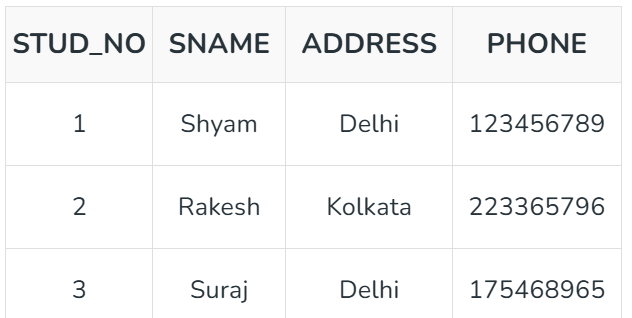 STUD_NO SNAME ADDRESS PHONE
1 Shyam Delhi 123456789
2 Rakesh Kolkata 223365796
3 Suraj Delhi 175468965